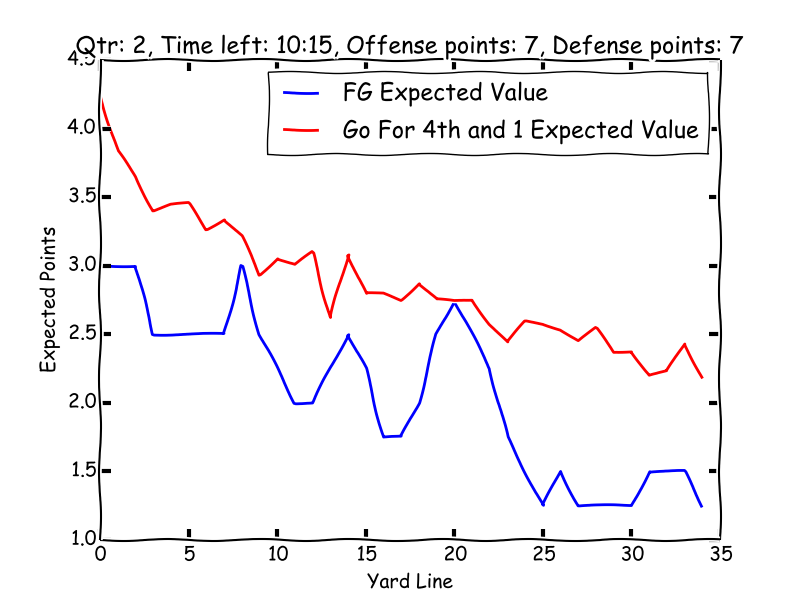 Qtr: 2, Time left: 10:15, Offense points: 7, Defense points: 7
FG Expected Value
Go For 4th and 1 Expected Value
Expected Points
4.5
4.0
3.5
3.0
2.5
2.0
1.5
1.0
0 5 10 15 20 25 30 35
Yard Line